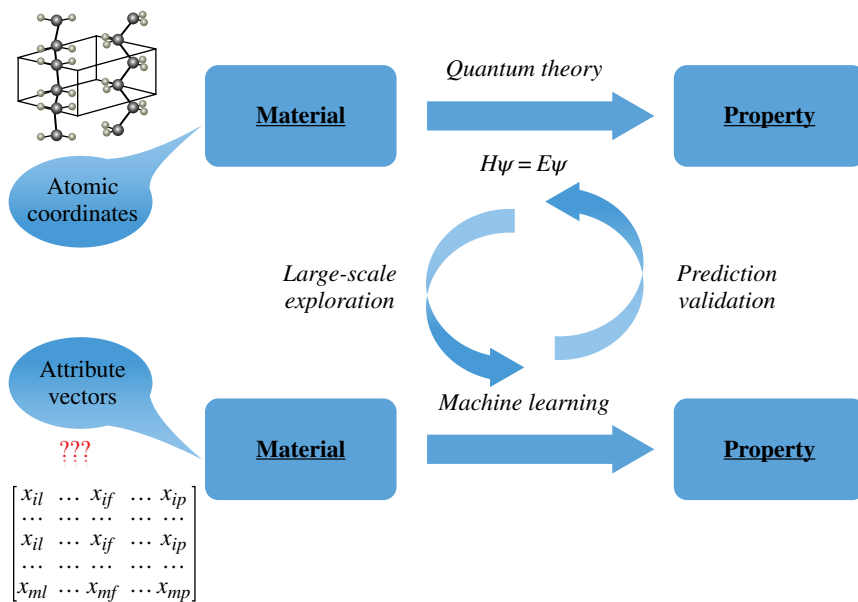 Quantum theory
Material
Property
Hψ = Eψ
Atomic
coordinates
Large-scale
exploration
Prediction
validation
Attribute
vectors
Machine learning
Material
Property
???
x_il … x_if … x_ip
… … … … …
x_il … x_if … x_ip
… … … … …
x_ml … x_mf … x_mp